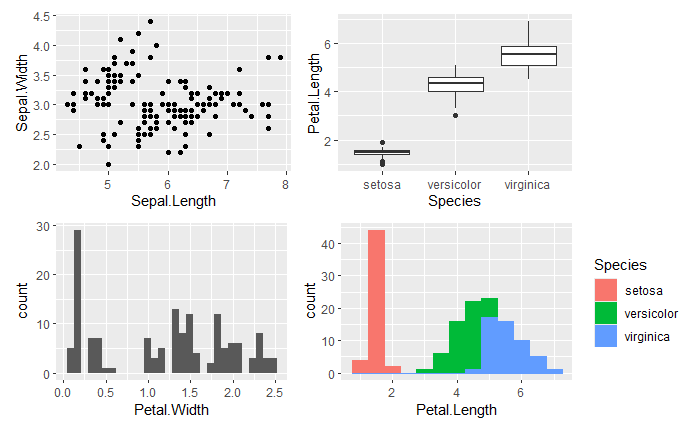 Sepal.Width
4.5
4.0
3.5
3.0
2.5
2.0
5 6 7 8
Sepal.Length
Petal.Length
6
4
2
setosa versicolor virginica
Species
count
30
20
10
0
0.0 0.5 1.0 1.5 2.0 2.5
Petal.Width
count
40
30
20
10
0
2 4 6
Petal.Length
Species
setosa
versicolor
virginica